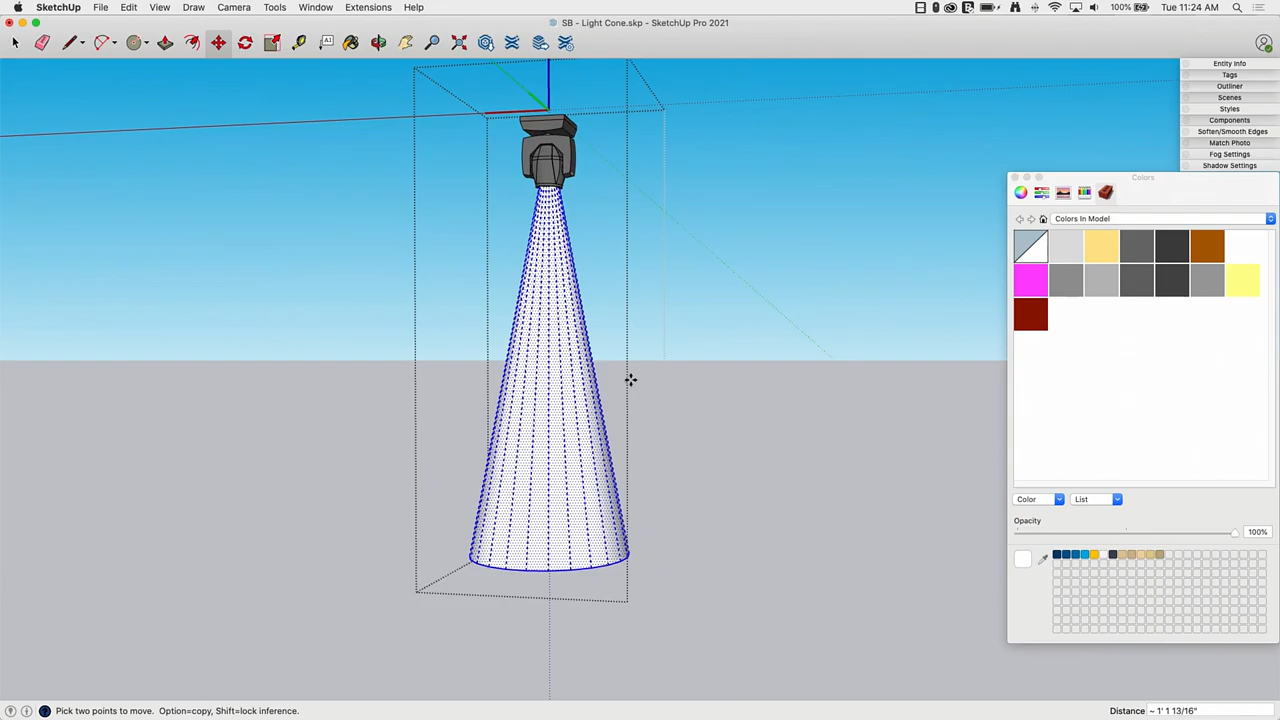 SketchUp File Edit View Camera Draw Tools Window Extensions Help
100% Tue 11:24 AM
SB - Light Cone.skp - SketchUp Pro 2021
A1
Entity Info
Tags
Outliner
Scenes
Styles
Components
Soften/Smooth Edges
Match Photo
Fog Settings
Shadow Settings
Colors
Colors In Model
Color List
Opacity
100%
Pick two points to move. Option=copy, Shift=lock inference.
Distance ~ 1' 1 13/16"